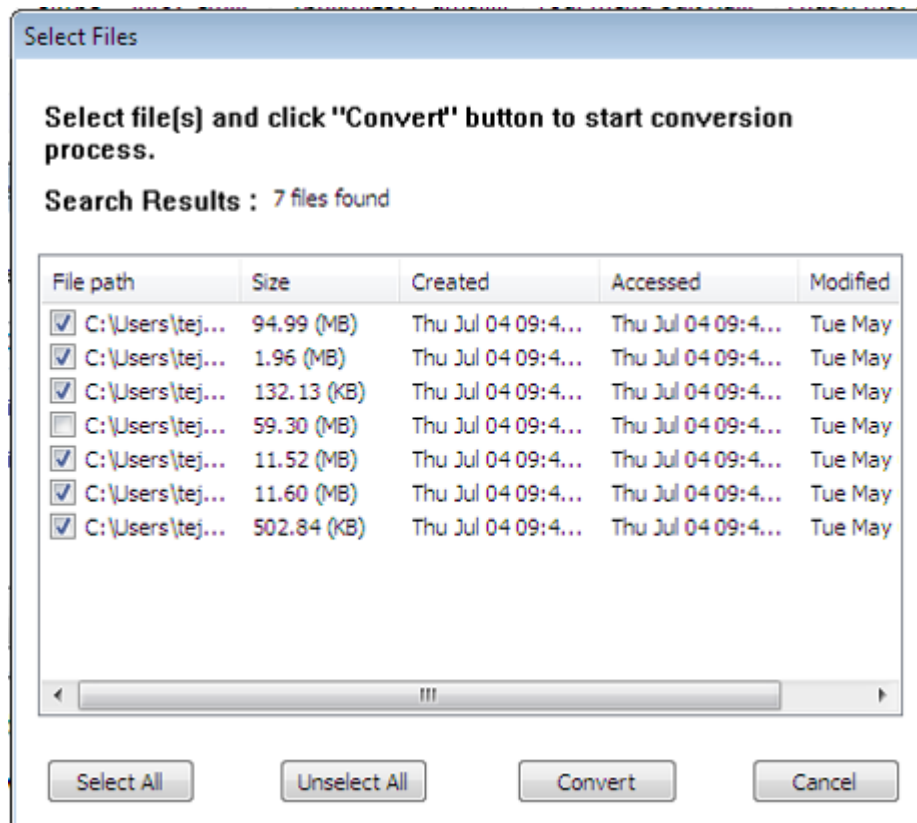 Select Files
Select file(s) and click "Convert" button to start conversion
process.
Search Results : 7 files found
File path Size Created Accessed Modified
C:\Users\tej... 94.99 (MB) Thu Jul 04 09:4... Thu Jul 04 09:4... Tue May
C:\Users\tej... 1.96 (MB) Thu Jul 04 09:4... Thu Jul 04 09:4... Tue May
C:\Users\tej... 132.13 (KB) Thu Jul 04 09:4... Thu Jul 04 09:4... Tue May
C:\Users\tej... 59.30 (MB) Thu Jul 04 09:4... Thu Jul 04 09:4... Tue May
C:\Users\tej... 11.52 (MB) Thu Jul 04 09:4... Thu Jul 04 09:4... Tue May
C:\Users\tej... 11.60 (MB) Thu Jul 04 09:4... Thu Jul 04 09:4... Tue May
C:\Users\tej... 502.84 (KB) Thu Jul 04 09:4... Thu Jul 04 09:4... Tue May
Select All Unselect All Convert Cancel